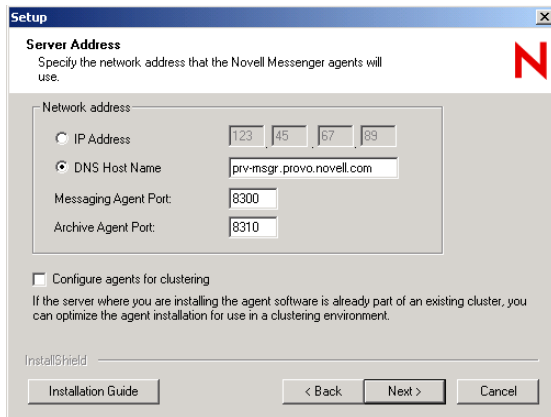 Setup
Server Address
Specify the network address that the Novell Messenger agents will
use.
N
Network address
IP Address 123 . 45 . 67 . 89
DNS Host Name prv-msgr.provo.novell.com
Messaging Agent Port: 8300
Archive Agent Port: 8310
Configure agents for clustering
If the server where you are installing the agent software is already part of an existing cluster, you
can optimize the agent installation for use in a clustering environment.
InstallShield
Installation Guide < Back Next > Cancel